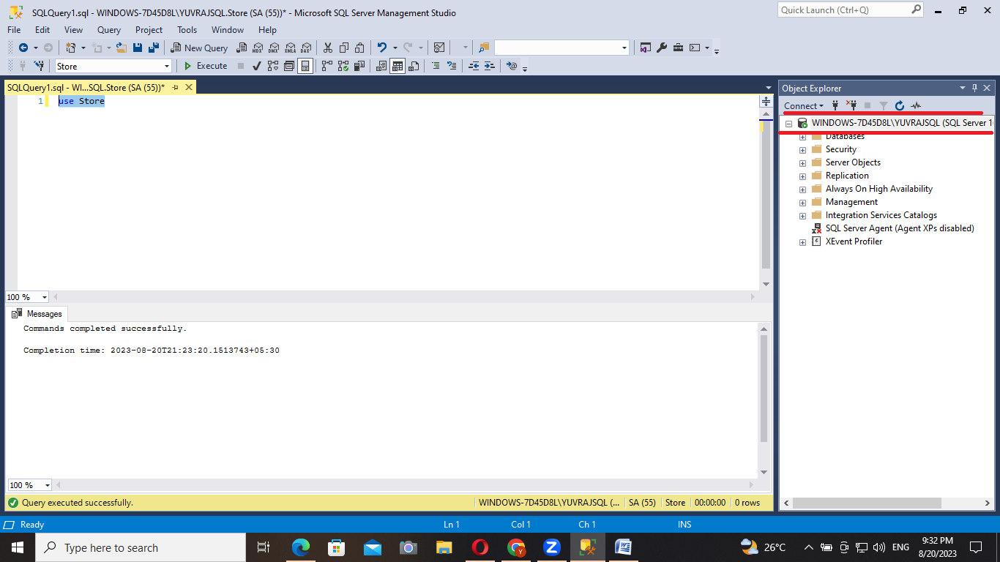 SQLQuery1.sql - WINDOWS-7D45D8L\YUVRAJSQL.Store (SA (55))* - Microsoft SQL Server Management Studio
Quick Launch (Ctrl+Q)
File Edit View Query Project Tools Window Help
New Query MDX DMX XMLA DAX
Store Execute
SQLQuery1.sql - WI...SQL.Store (SA (55))*
1 use Store
100 %
Messages
Commands completed successfully.
Completion time: 2023-08-20T21:23:20.1513743+05:30
100 %
Query executed successfully. WINDOWS-7D45D8L\YUVRAJSQL (... SA (55) Store 00:00:00 0 rows
Object Explorer
Connect
WINDOWS-7D45D8L\YUVRAJSQL (SQL Server 1
Databases
Security
Server Objects
Replication
Always On High Availability
Management
Integration Services Catalogs
SQL Server Agent (Agent XPs disabled)
XEvent Profiler
Ready Ln 1 Col 1 Ch 1 INS
Type here to search
26°C
ENG
9:32 PM
8/20/2023